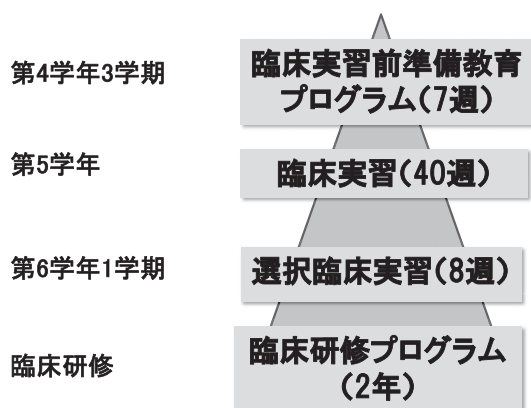 第4学年3学期
臨床実習前準備教育
プログラム（7週）
第5学年
臨床実習（40週）
第6学年1学期
選択臨床実習（8週）
臨床研修
臨床研修プログラム
（2年）